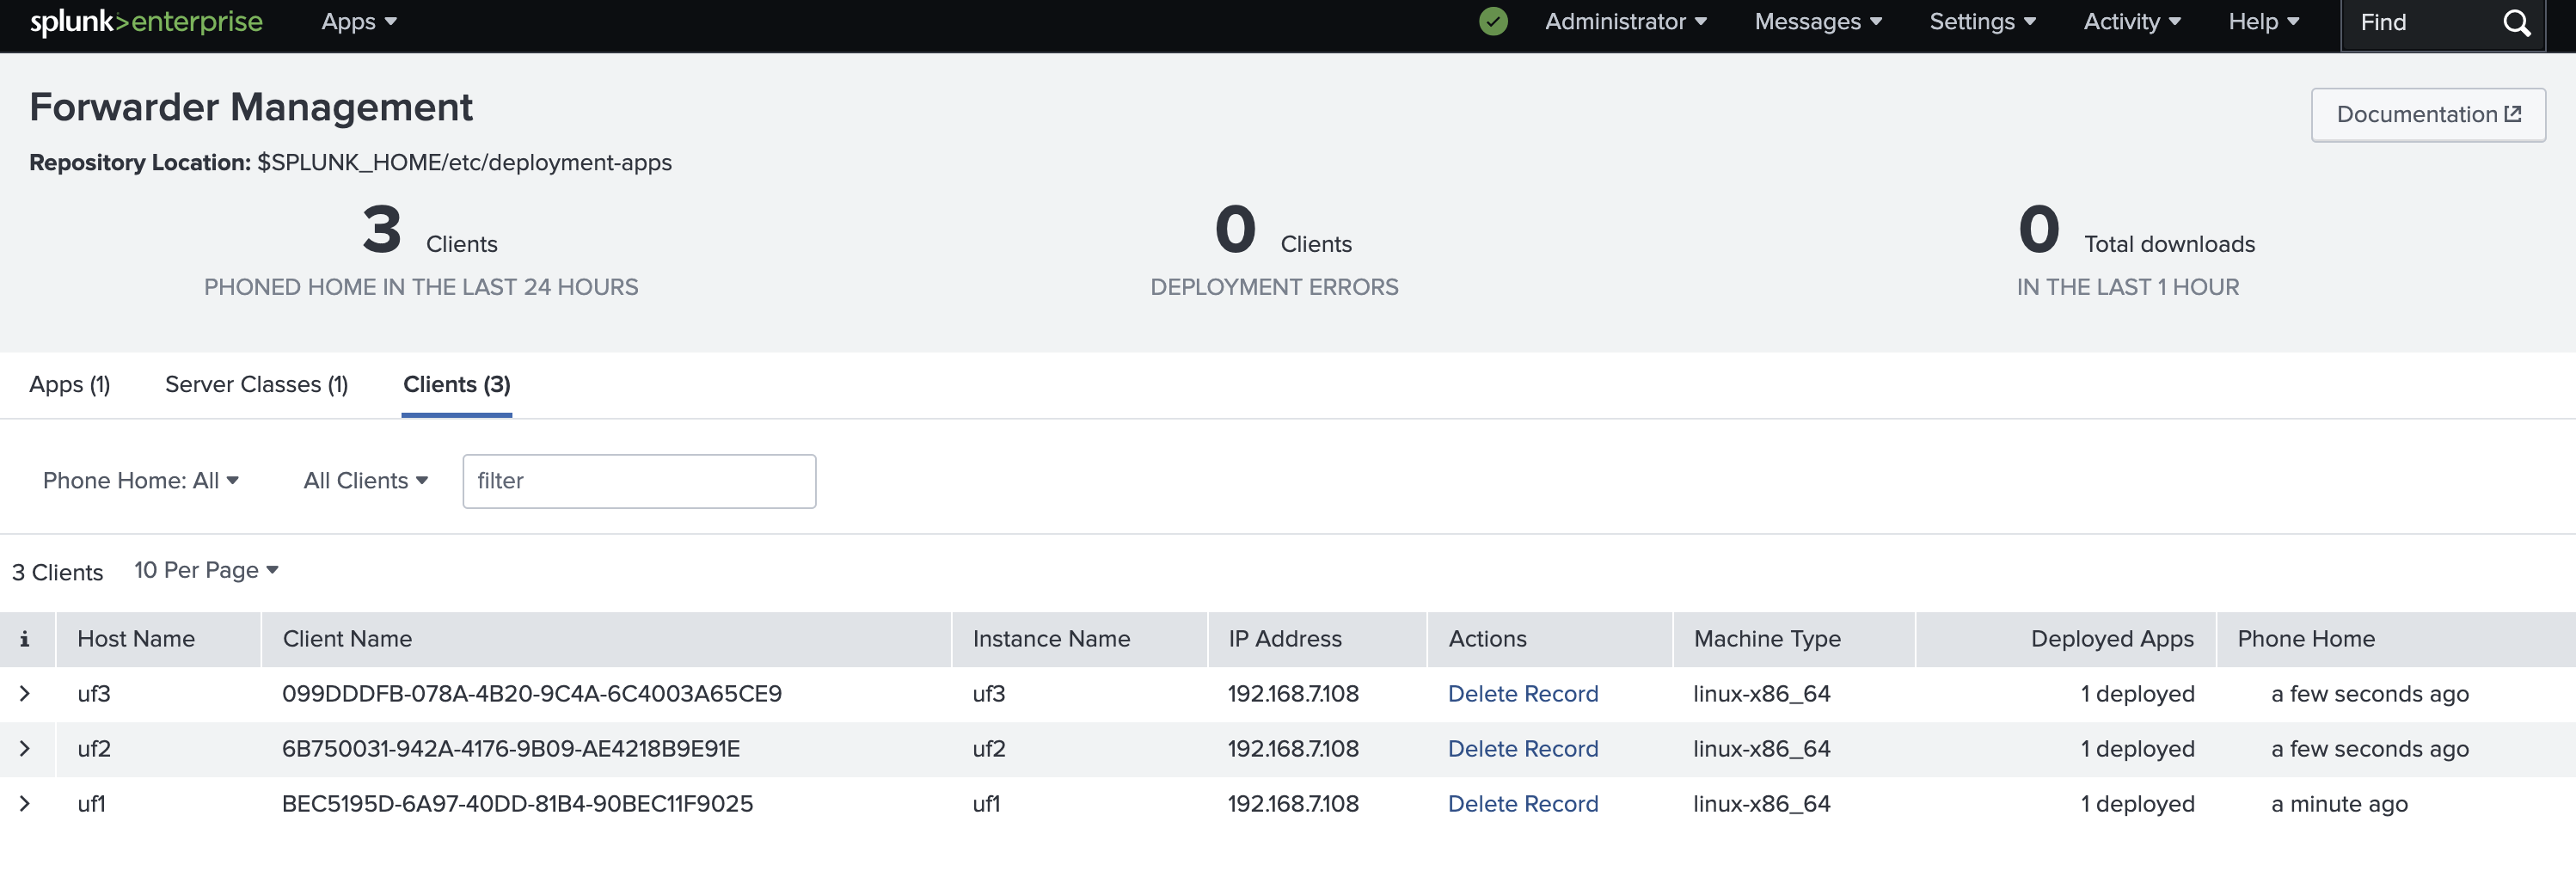 splunk>enterprise Apps Administrator Messages Settings Activity Help Find
Forwarder Management
Documentation
Repository Location: $SPLUNK_HOME/etc/deployment-apps
3 Clients 0 Clients 0 Total downloads
PHONED HOME IN THE LAST 24 HOURS DEPLOYMENT ERRORS IN THE LAST 1 HOUR
Apps (1) Server Classes (1) Clients (3)
Phone Home: All All Clients filter
3 Clients 10 Per Page
i Host Name Client Name Instance Name IP Address Actions Machine Type Deployed Apps Phone Home
> uf3 099DDDFB-078A-4B20-9C4A-6C4003A65CE9 uf3 192.168.7.108 Delete Record linux-x86_64 1 deployed a few seconds ago
> uf2 6B750031-942A-4176-9B09-AE4218B9E91E uf2 192.168.7.108 Delete Record linux-x86_64 1 deployed a few seconds ago
> uf1 BEC5195D-6A97-40DD-81B4-90BEC11F9025 uf1 192.168.7.108 Delete Record linux-x86_64 1 deployed a minute ago